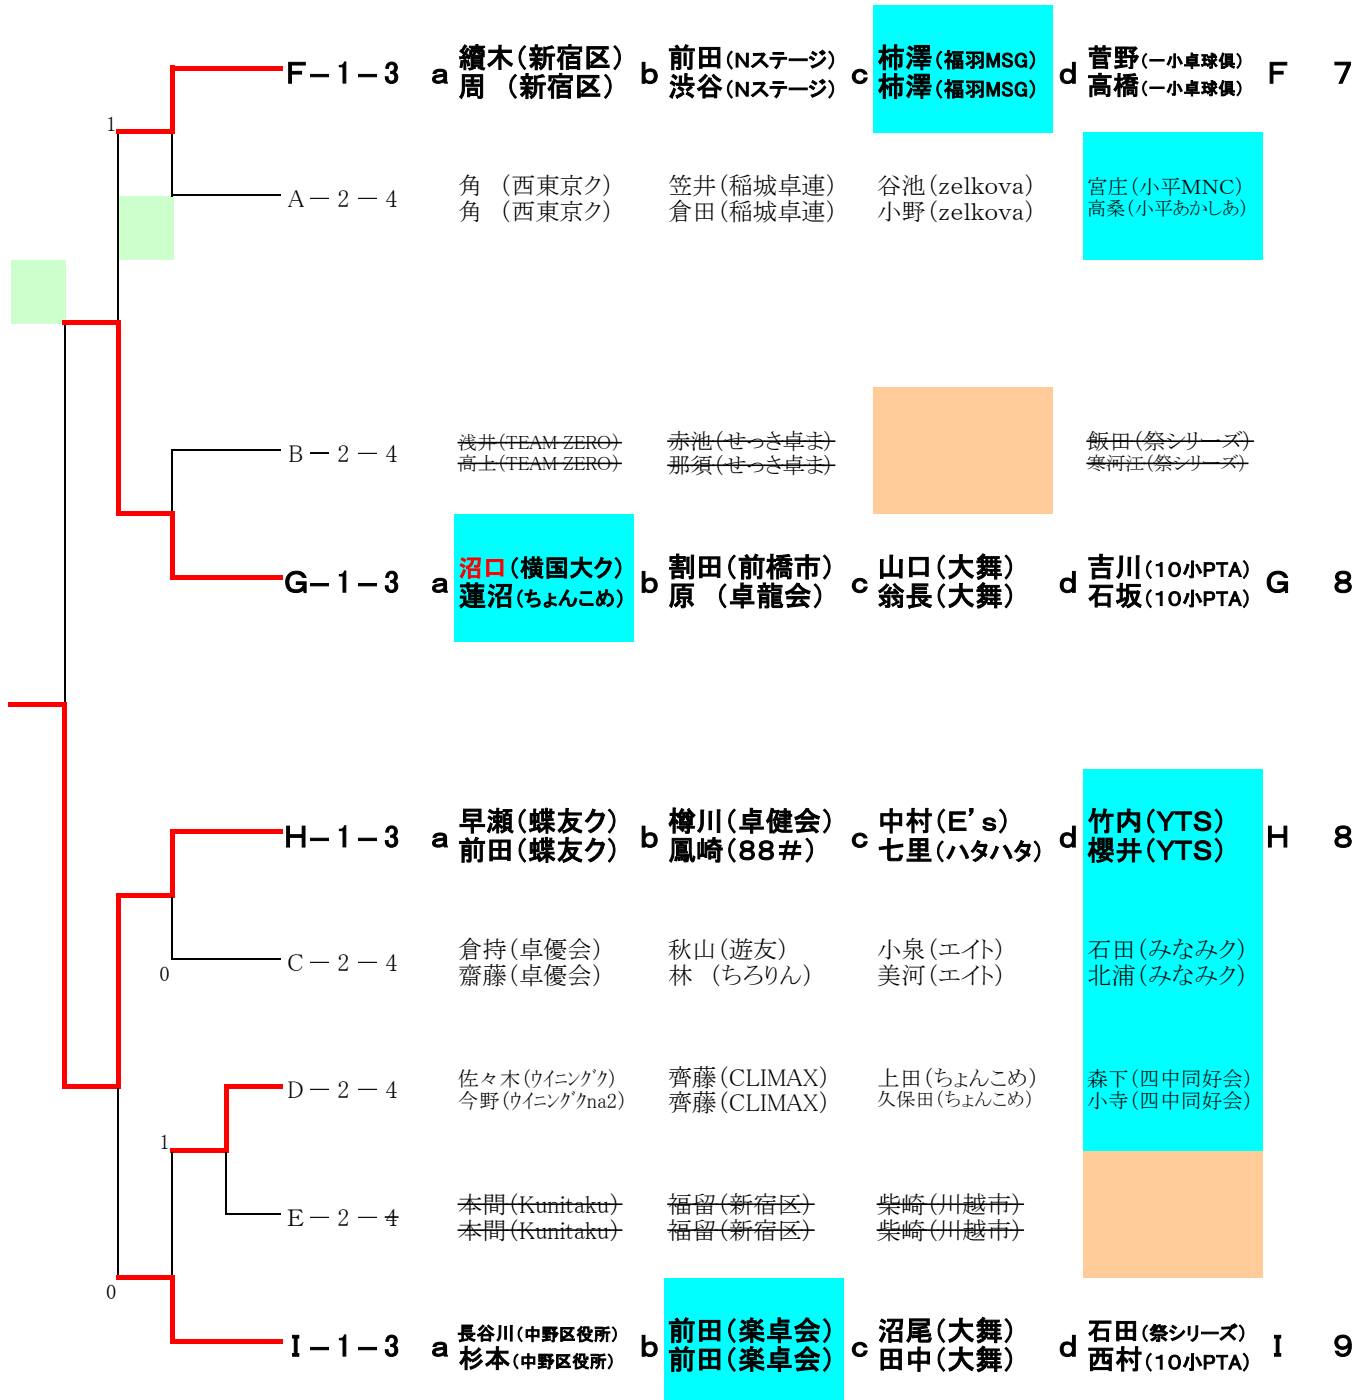 F－1－3 a 續木（新宿区） b 前田（Nステージ） c 柿澤（福羽MSG） d 菅野（一小卓球倶） F 7
周　（新宿区） 渋谷（Nステージ） 柿澤（福羽MSG） 高橋（一小卓球倶）
1
A－2－4 角　（西東京ク） 笠井（稲城卓連） 谷池（zelkova） 宮庄（小平MNC）
角　（西東京ク） 倉田（稲城卓連） 小野（zelkova） 高桑（小平あかしあ）
B－2－4 浅井（TEAM ZERO） 赤池（せっさ卓ま） 飯田（祭シリーズ）
高上（TEAM ZERO） 那須（せっさ卓ま） 寒河江（祭シリーズ）
G－1－3 a 沼口（横国大ク） b 割田（前橋市） c 山口（大舞） d 吉川（10小PTA） G 8
蓮沼（ちょんこめ） 原　（卓龍会） 翁長（大舞） 石坂（10小PTA）
H－1－3 a 早瀬（蝶友ク） b 樽川（卓健会） c 中村（E’s） d 竹内（YTS） H 8
前田（蝶友ク） 鳳崎（88＃） 七里（ハタハタ） 櫻井（YTS）
C－2－4 倉持（卓優会） 秋山（遊友） 小泉（エイト） 石田（みなみク）
齋藤（卓優会） 林　（ちろりん） 美河（エイト） 北浦（みなみク）
0
D－2－4 佐々木（ウイニングク） 齊藤（CLIMAX） 上田（ちょんこめ） 森下（四中同好会）
今野（ウイニングクna2） 齊藤（CLIMAX） 久保田（ちょんこめ） 小寺（四中同好会）
1
E－2－4 本間（Kunitaku） 福留（新宿区） 柴崎（川越市）
本間（Kunitaku） 福留（新宿区） 柴崎（川越市）
0
I－1－3 a 長谷川（中野区役所） b 前田（楽卓会） c 沼尾（大舞） d 石田（祭シリーズ） I 9
杉本（中野区役所） 前田（楽卓会） 田中（大舞） 西村（10小PTA）